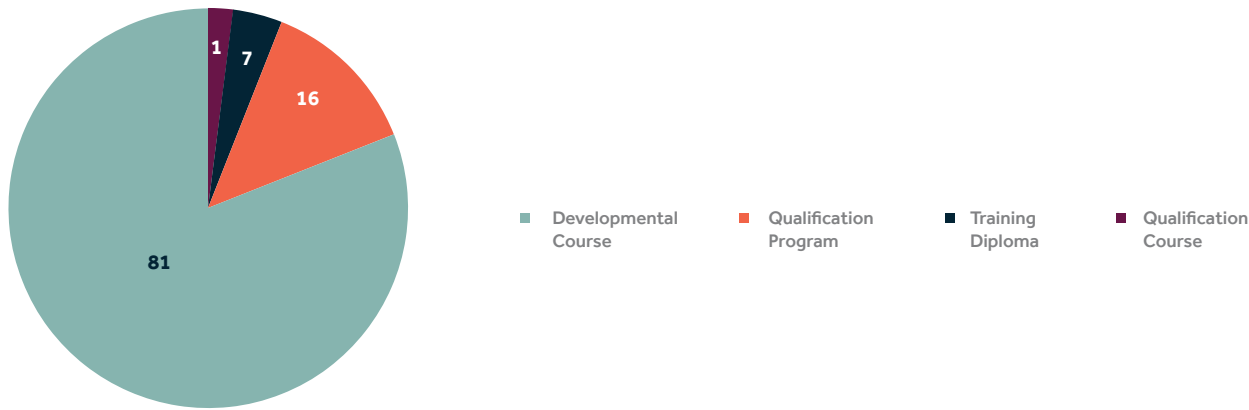 1
7
16
81
Developmental
Course
Qualification
Program
Training
Diploma
Qualification
Course